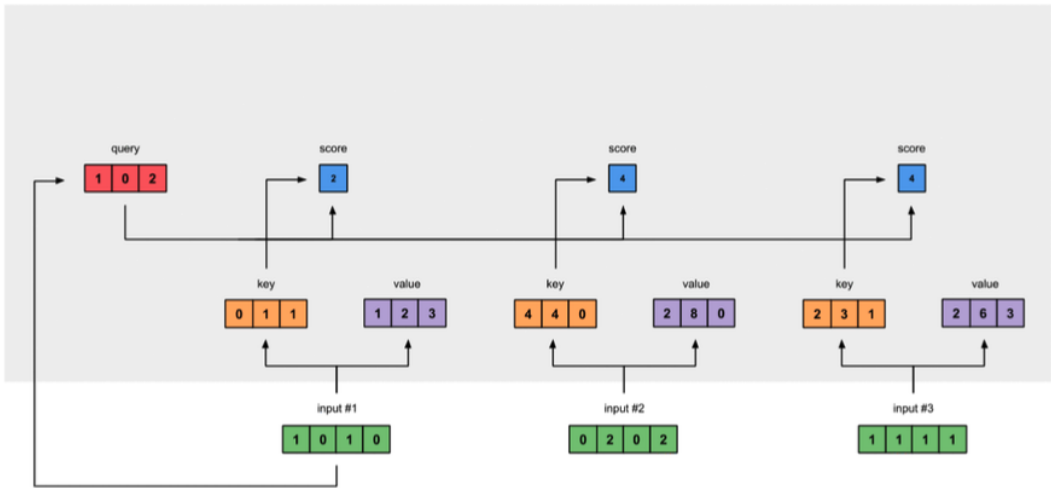 query score score score
1 0 2 2 4 4
key value key value key value
0 1 1 1 2 3 4 4 0 2 8 0 2 3 1 2 6 3
input #1 input #2 input #3
1 0 1 0 0 2 0 2 1 1 1 1